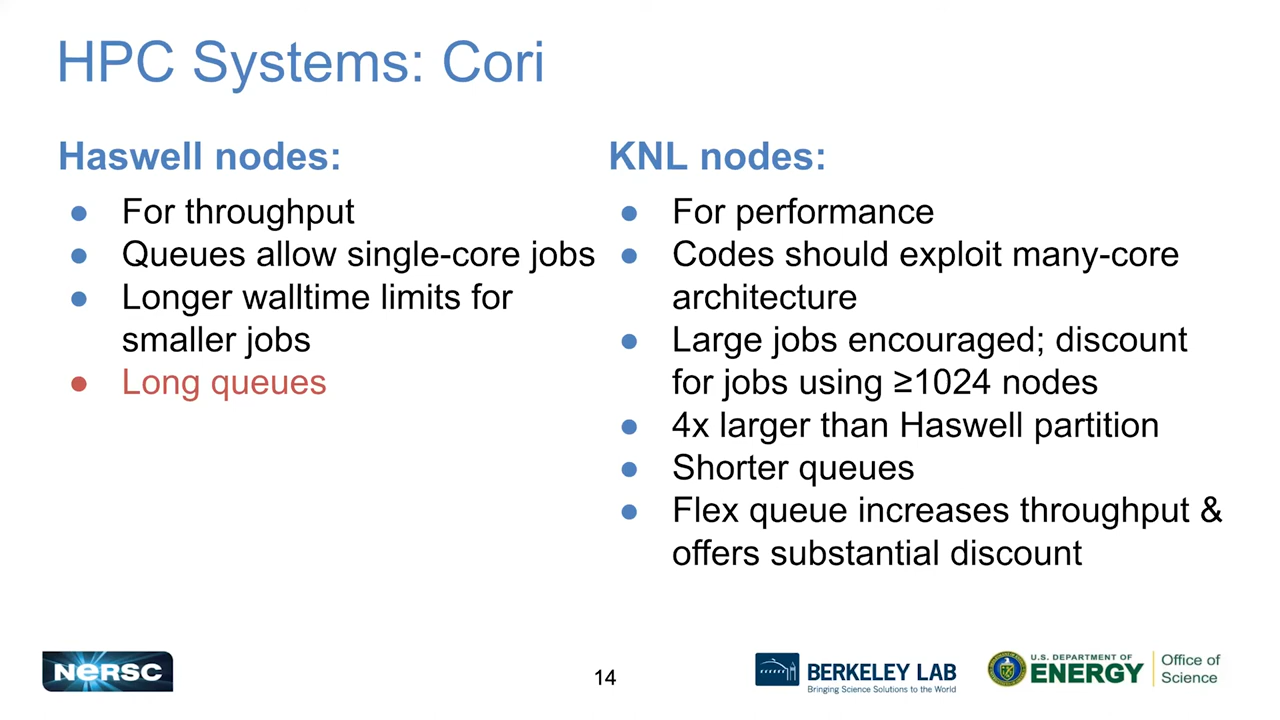 HPC Systems: Cori
Haswell nodes:
● For throughput
● Queues allow single-core jobs
● Longer walltime limits for
smaller jobs
● Long queues
KNL nodes:
● For performance
● Codes should exploit many-core
architecture
● Large jobs encouraged; discount
for jobs using ≥1024 nodes
● 4x larger than Haswell partition
● Shorter queues
● Flex queue increases throughput &
offers substantial discount
NERSC
14
BERKELEY LAB
Bringing Science Solutions to the World
U.S. DEPARTMENT OF
ENERGY
Office of
Science